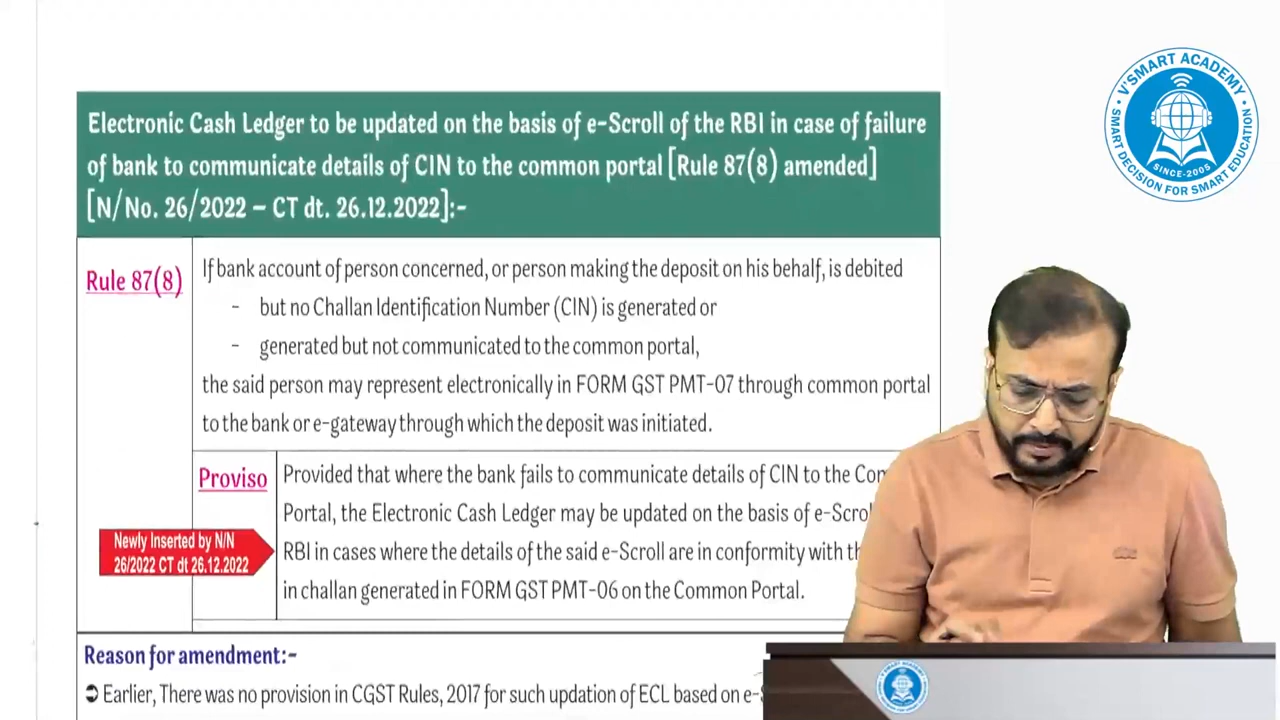 Electronic Cash Ledger to be updated on the basis of e-Scroll of the RBI in case of failure
of bank to communicate details of CIN to the common portal [Rule 87(8) amended]
[N/No. 26/2022 – CT dt. 26.12.2022]:-
Rule 87(8)
If bank account of person concerned, or person making the deposit on his behalf, is debited
- but no Challan Identification Number (CIN) is generated or
- generated but not communicated to the common portal,
the said person may represent electronically in FORM GST PMT-07 through common portal
to the bank or e-gateway through which the deposit was initiated.
Proviso
Provided that where the bank fails to communicate details of CIN to the
Portal, the Electronic Cash Ledger may be updated on the basis of
RBI in cases where the details of the said e-Scroll are in conformity with
in challan generated in FORM GST PMT-06 on the Common Portal.
Newly Inserted by N/N
26/2022 CT dt 26.12.2022
Reason for amendment:-
➲ Earlier, There was no provision in CGST Rules, 2017 for such updation of ECL based on
V'SMART ACADEMY
SINCE-2005
SMART DECISION FOR SMART EDUCATION